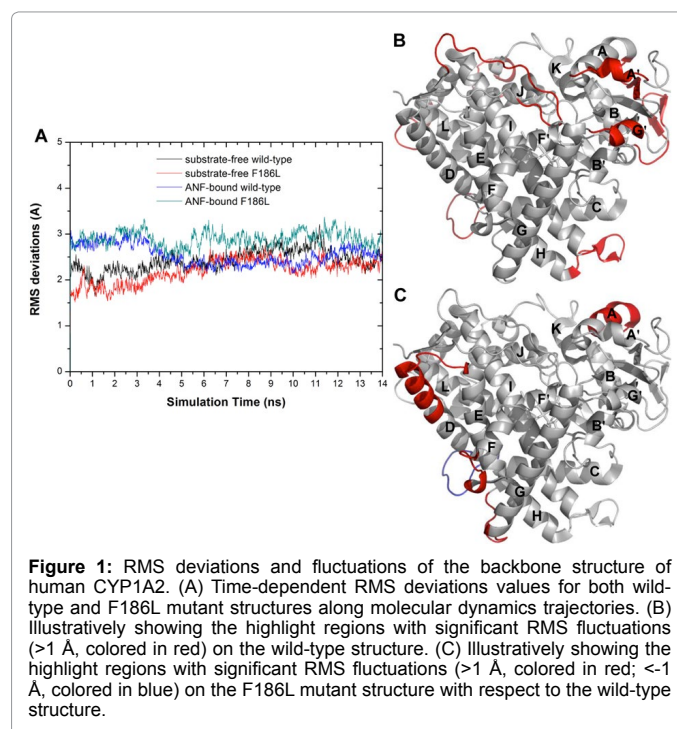 A
RMS deviations (A)
5
4
3
2
1
0
substrate-free wild-type
substrate-free F186L
ANF-bound wild-type
ANF-bound F186L
0 1 2 3 4 5 6 7 8 9 10 11 12 13 14
Simulation Time (ns)
B
A
A'
K
J
B
G'
L
I
F'
E
B'
D
F
C
G
H
C
A
A'
K
J
B
L
I
G'
E
F'
B'
D
F
C
G
H
Figure 1: RMS deviations and fluctuations of the backbone structure of
human CYP1A2. (A) Time-dependent RMS deviations values for both wild-
type and F186L mutant structures along molecular dynamics trajectories. (B)
Illustratively showing the highlight regions with significant RMS fluctuations
(>1 Å, colored in red) on the wild-type structure. (C) Illustratively showing the
highlight regions with significant RMS fluctuations (>1 Å, colored in red; <-1
Å, colored in blue) on the F186L mutant structure with respect to the wild-type
structure.